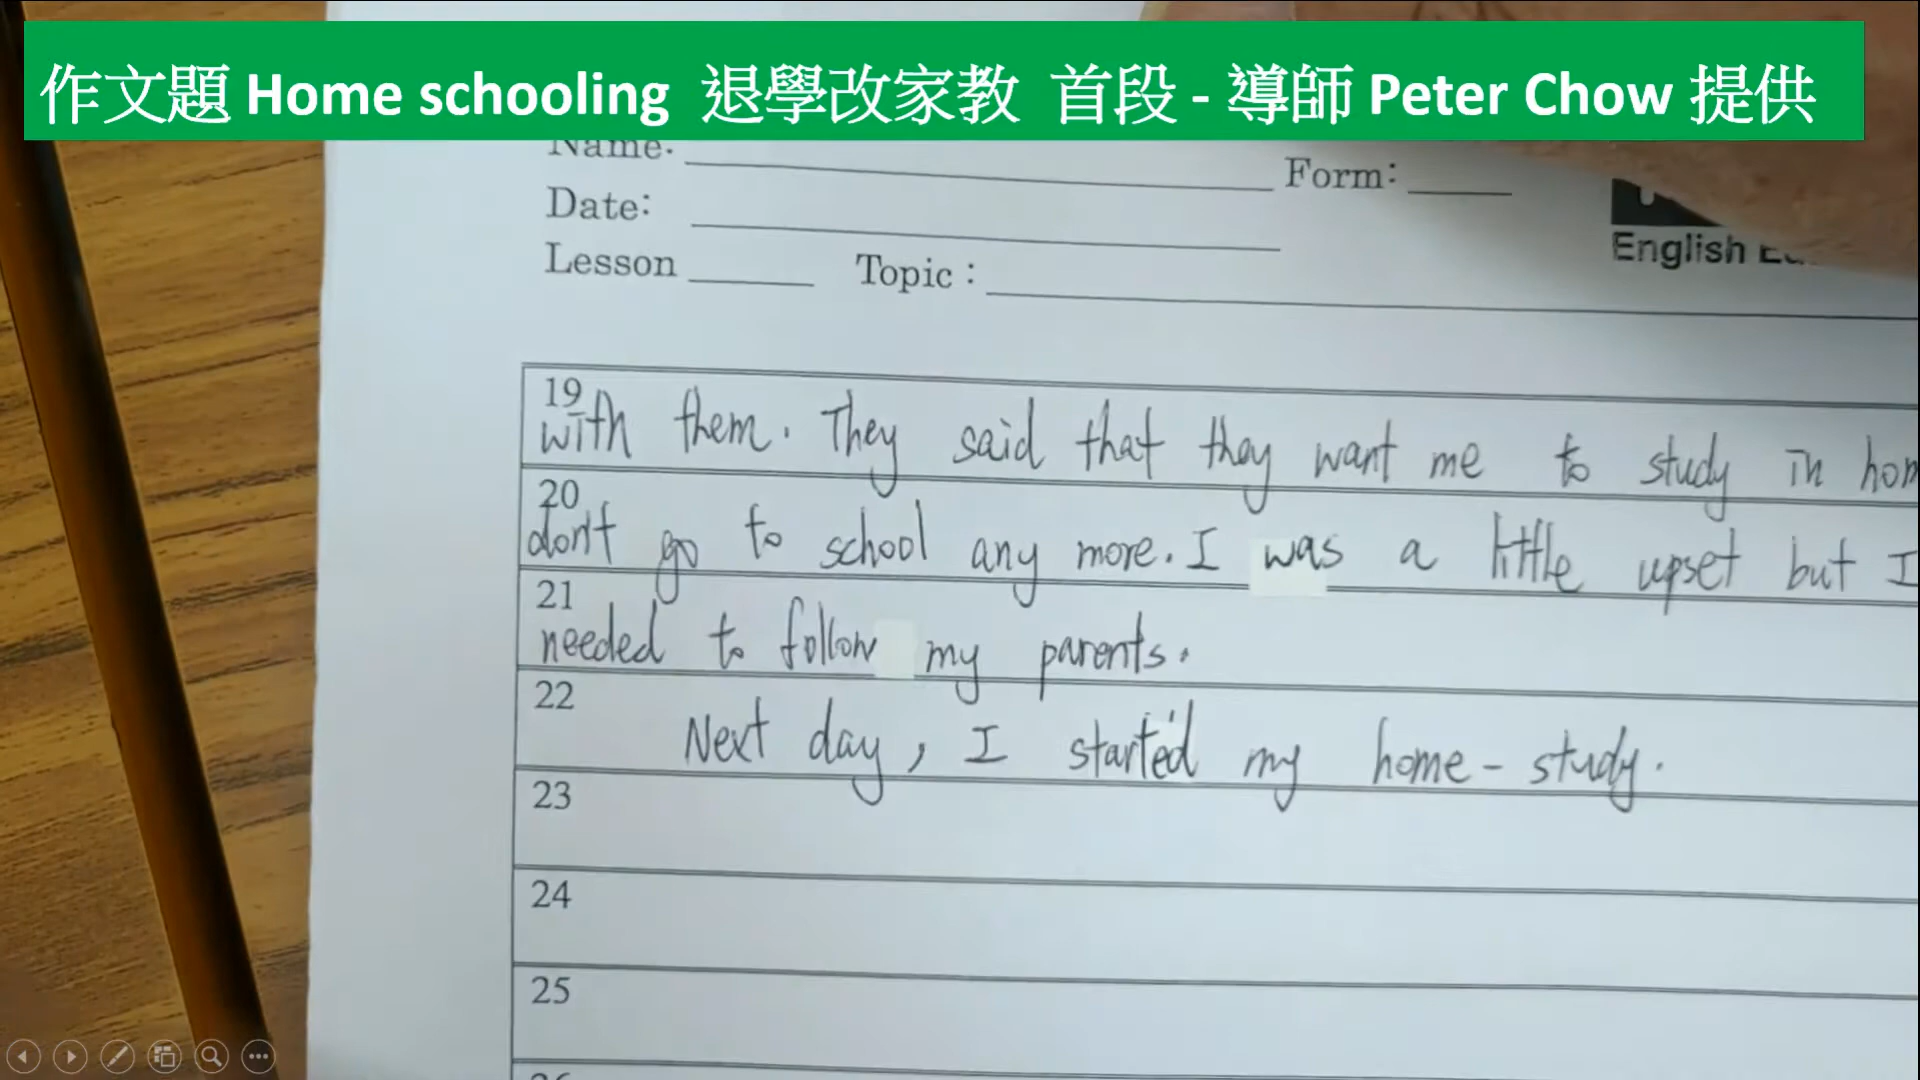 作文題 Home schooling 退學改家教 首段 - 導師 Peter Chow 提供
Name:
Form:
Date:
English
Lesson
Topic :
19
with them. They said that they want me to study in
20
don't go to school any more. I was a little upset but I
21
needed to follow my parents.
22
Next day, I started my home-study.
23
24
25